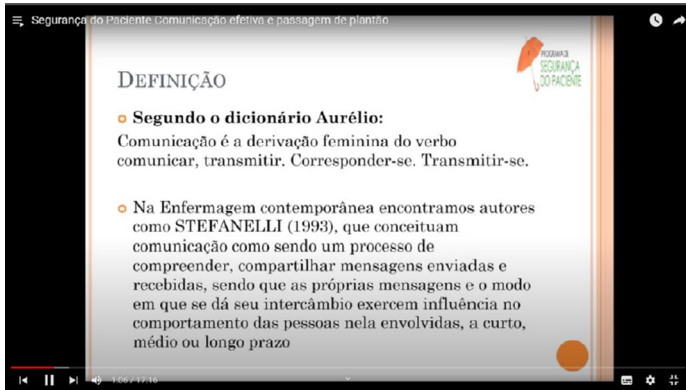 Segurança do Paciente Comunicação efetiva e passagem de plantão
PROGRAMA DE
SEGURANÇA
DO PACIENTE
DEFINIÇÃO
Segundo o dicionário Aurélio:
Comunicação é a derivação feminina do verbo
comunicar, transmitir. Corresponder-se. Transmitir-se.
Na Enfermagem contemporânea encontramos autores
como STEFANELLI (1993), que conceituam
comunicação como sendo um processo de
compreender, compartilhar mensagens enviadas e
recebidas, sendo que as próprias mensagens e o modo
em que se dá seu intercâmbio exercem influência no
comportamento das pessoas nela envolvidas, a curto,
médio ou longo prazo
1:06 / 17:16